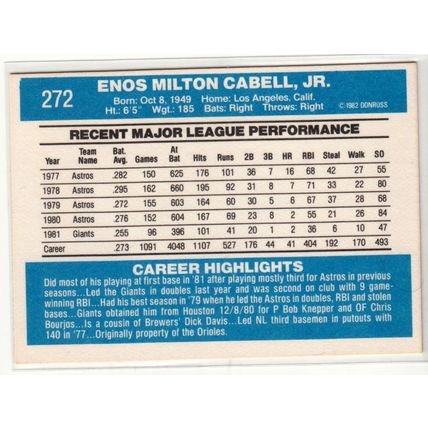 272
ENOS MILTON CABELL, JR.
Born: Oct 8, 1949 Home: Los Angeles, Calif.
Ht.: 6'5" Wgt.: 185 Bats: Right Throws: Right
©1982 DONRUSS
RECENT MAJOR LEAGUE PERFORMANCE
Year Team Name Bat. Avg. Games At Bat Hits Runs 2B 3B HR RBI Steal Walk SO
1977 Astros .282 150 625 176 101 36 7 16 68 42 27 55
1978 Astros .295 162 660 195 92 31 8 7 71 33 22 80
1979 Astros .272 155 603 164 60 30 5 6 67 37 21 68
1980 Astros .276 152 604 167 69 23 8 2 55 21 26 84
1981 Giants .255 96 396 101 41 20 1 2 36 6 10 47
Career .273 1091 4048 1107 527 176 44 41 404 192 170 493
CAREER HIGHLIGHTS
Did most of his playing at first base in '81 after playing mostly third for Astros in previous
seasons...Led the Giants in doubles last year and was second on club with 9 game-
winning RBI...Had his best season in '79 when he led Astros in doubles, RBI and stolen
bases...Giants obtained him from Houston 12/8/80 for P Bob Knepper and OF Chris
Bourjos...Is a cousin of Brewers' Dick Davis...Led NL third basemen in putouts with
140 in '77...Originally property of the Orioles.